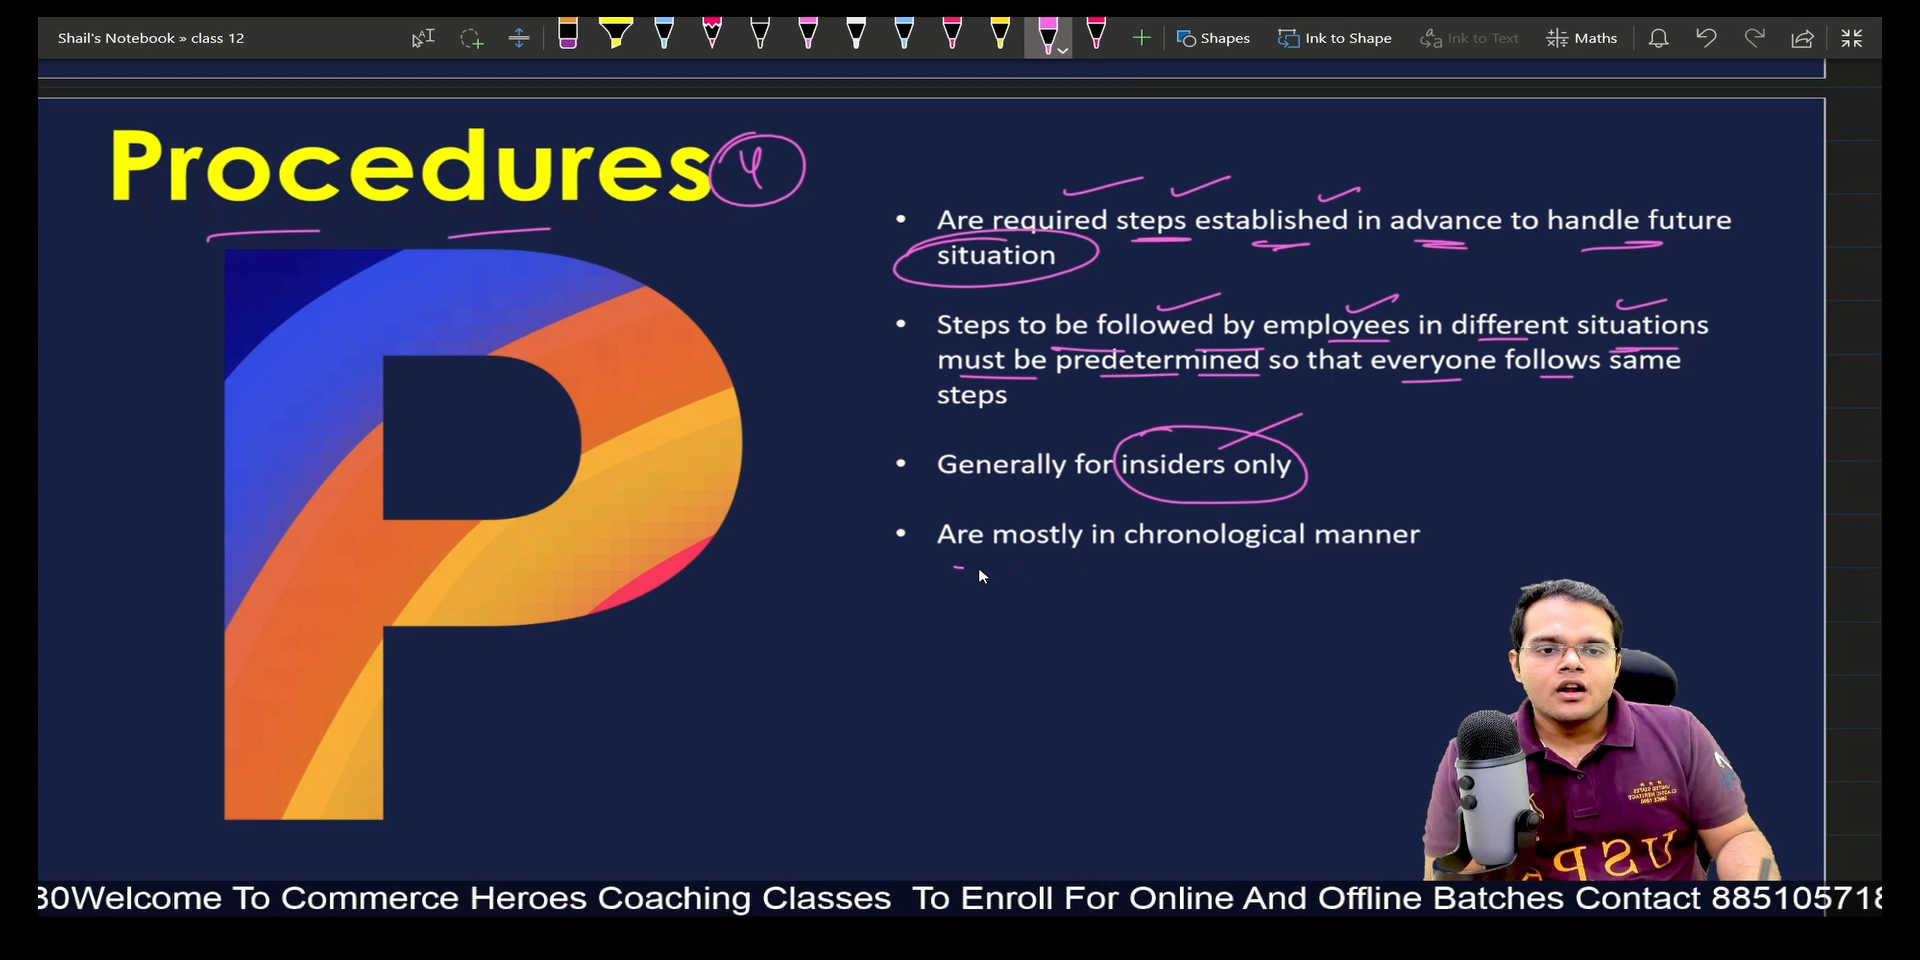 Shail's Notebook » class 12
Shapes
Ink to Shape
Ink to Text
Maths
Procedures 4
• Are required steps established in advance to handle future
situation
• Steps to be followed by employees in different situations
must be predetermined so that everyone follows same
steps
• Generally for insiders only
• Are mostly in chronological manner
USPA
30Welcome To Commerce Heroes Coaching Classes To Enroll For Online And Offline Batches Contact 88510571